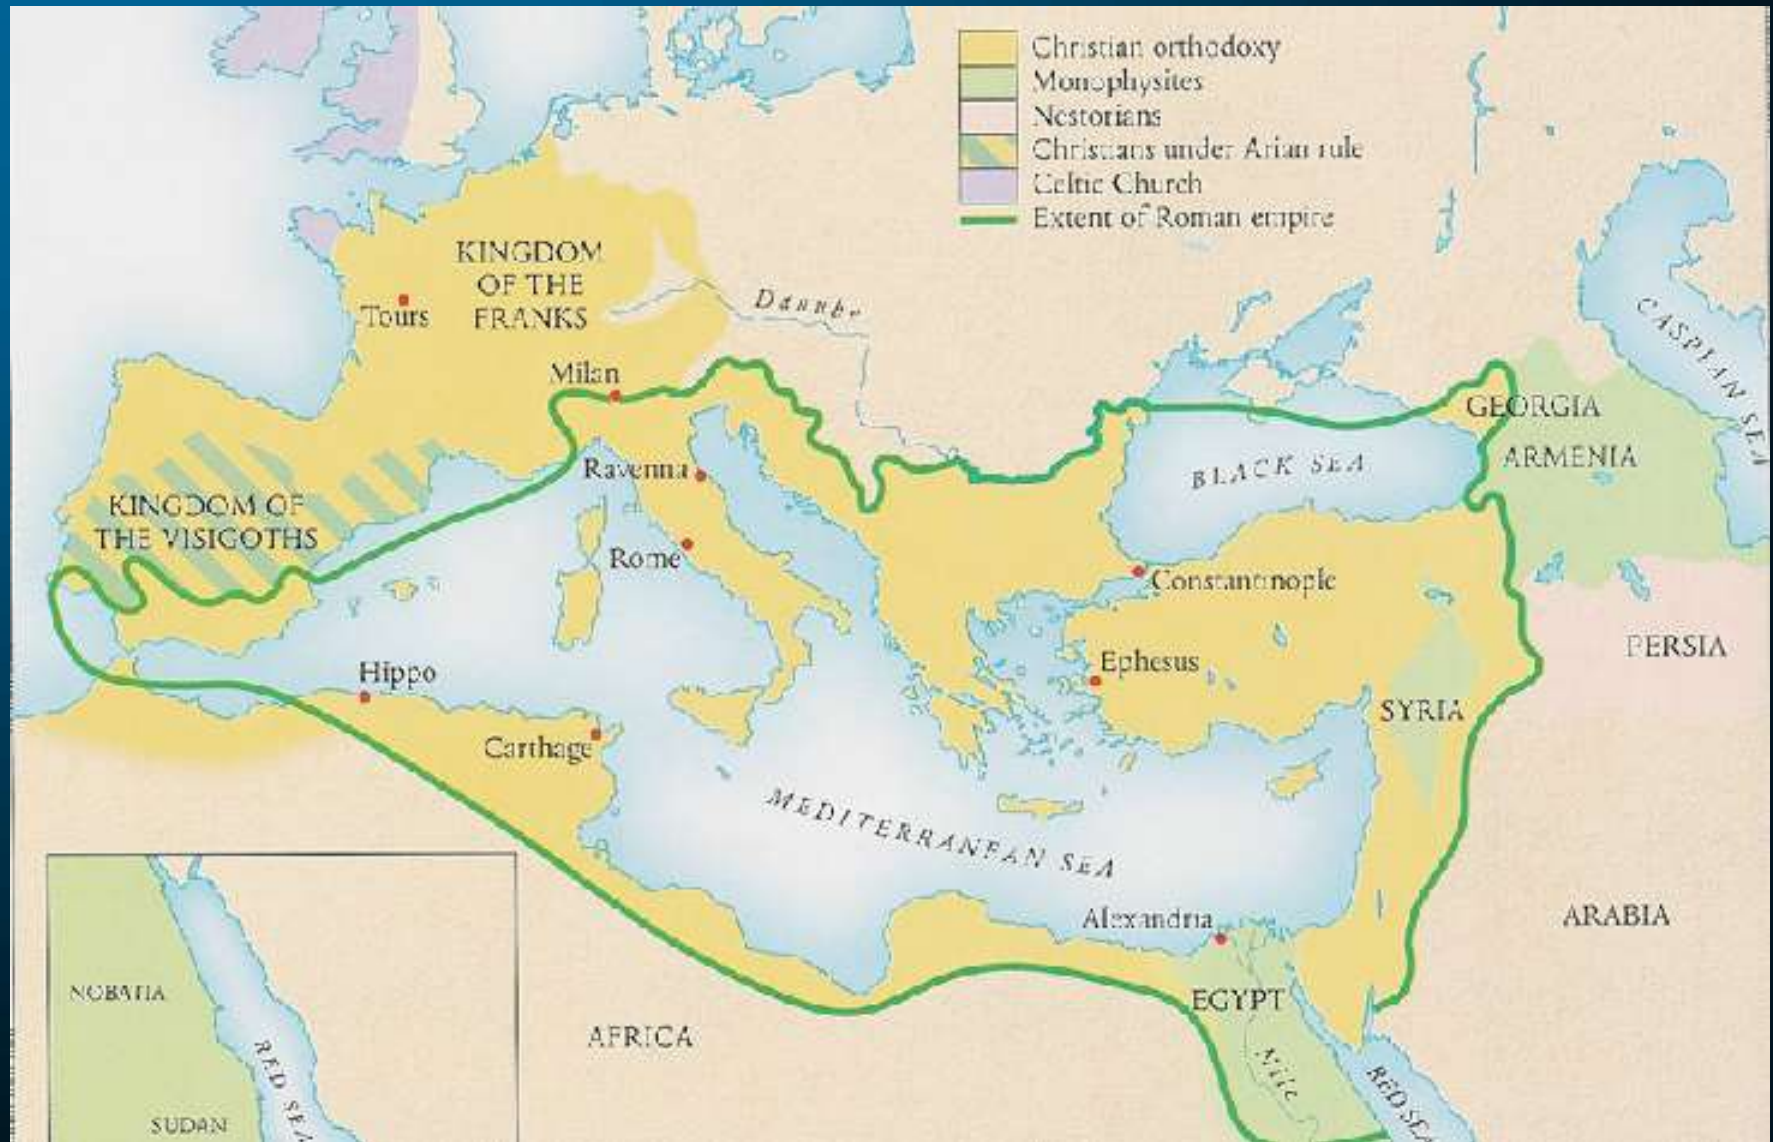 Christian orthodoxy
Monophysites
Nestorians
Christians under Arian rule
Celtic Church
Extent of Roman empire
KINGDOM
OF THE
FRANKS
Tours
Danube
CASPIAN SEA
Milan
GEORGIA
ARMENIA
BLACK SEA
Ravenna
KINGDOM OF
THE VISIGOTHS
Rome
Constantinople
PERSIA
Hippo
Ephesus
SYRIA
Carthage
MEDITERRANEAN SEA
Alexandria
ARABIA
NOBATIA
EGYPT
AFRICA
RED SEA
Nile
RED SEA
SUDAN